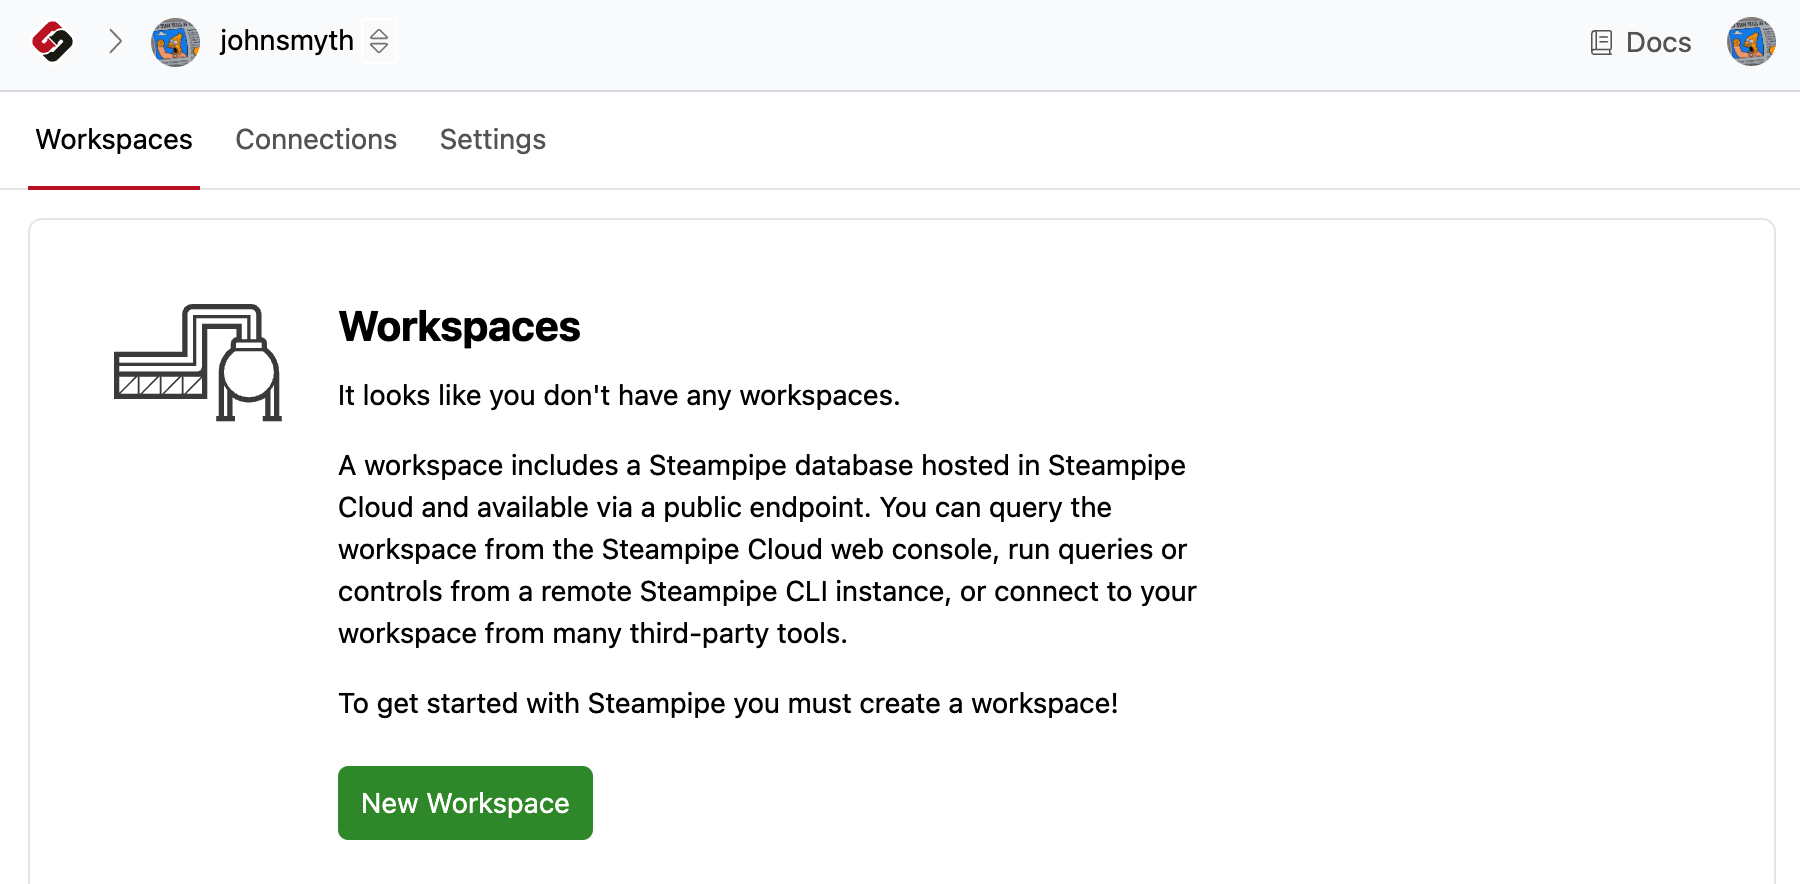 johnsmyth
Docs
Workspaces
Connections
Settings
Workspaces
It looks like you don't have any workspaces.
A workspace includes a Steampipe database hosted in Steampipe
Cloud and available via a public endpoint. You can query the
workspace from the Steampipe Cloud web console, run queries or
controls from a remote Steampipe CLI instance, or connect to your
workspace from many third-party tools.
To get started with Steampipe you must create a workspace!
New Workspace